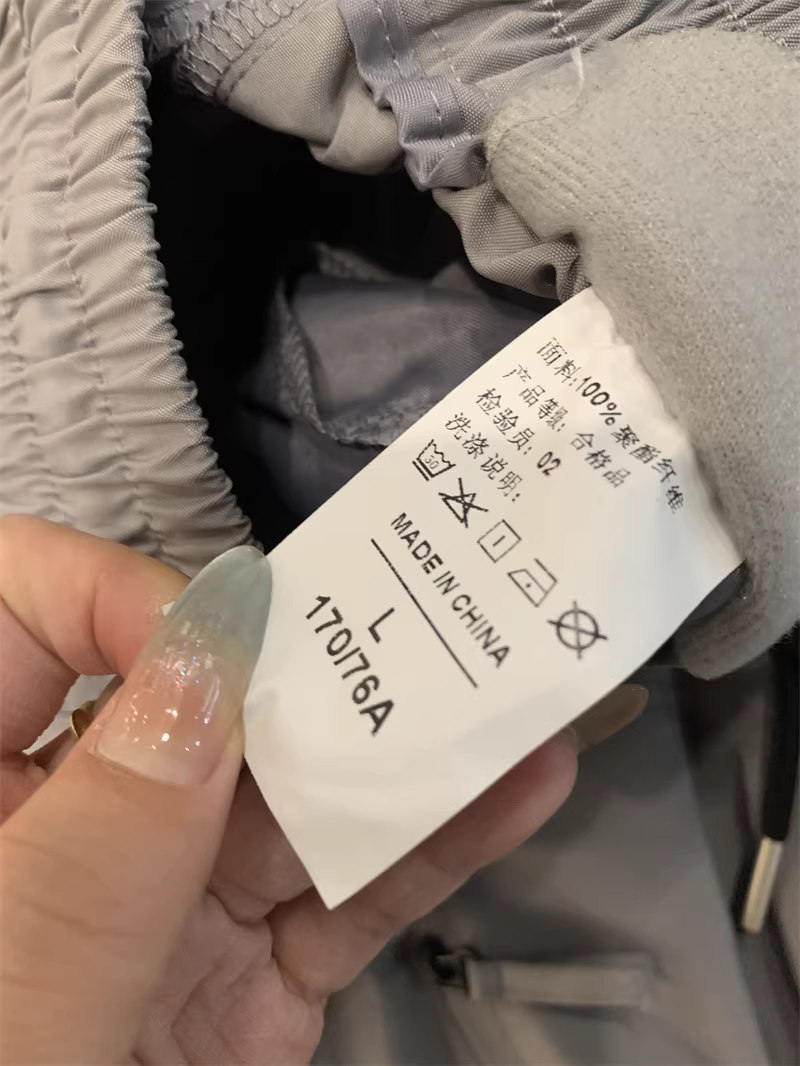 面料:100%聚酯纤维
产品等级: 合格品
检验员: 02
洗涤说明:
30
MADE IN CHINA
L
170/76A